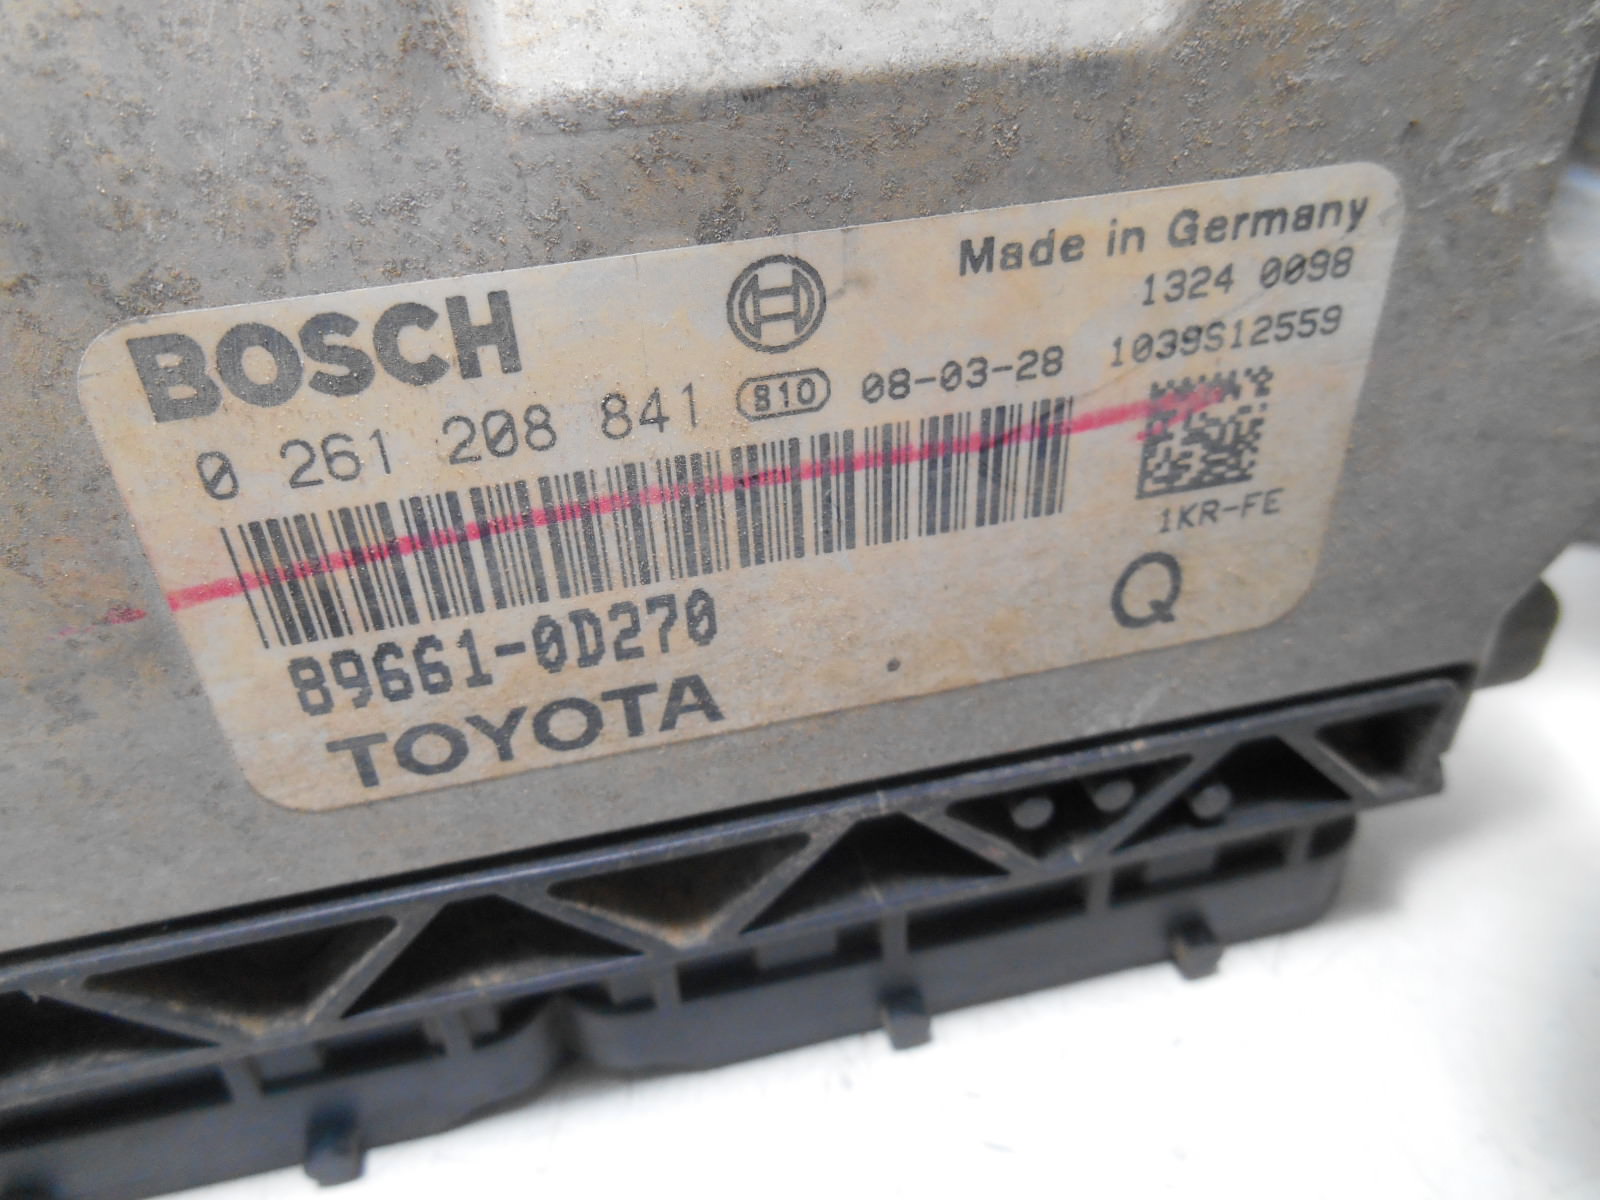 BOSCH
Made in Germany
1324 0098
0 261 208 841 B10 08-03-28 1039S12559
1KR-FE
Q
89661-0D270
TOYOTA